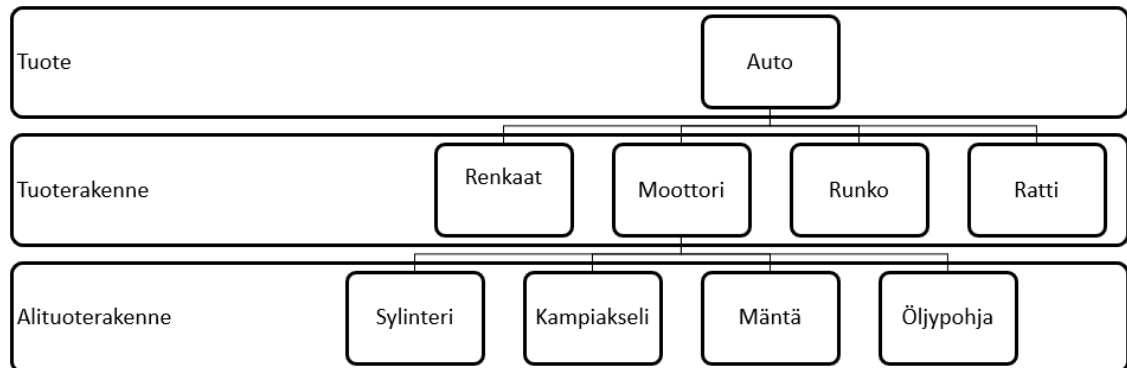 Tuote
Auto
Tuoterakenne
Renkaat
Moottori
Runko
Ratti
Alituoterakenne
Sylinteri
Kampiakseli
Mäntä
Öljypohja